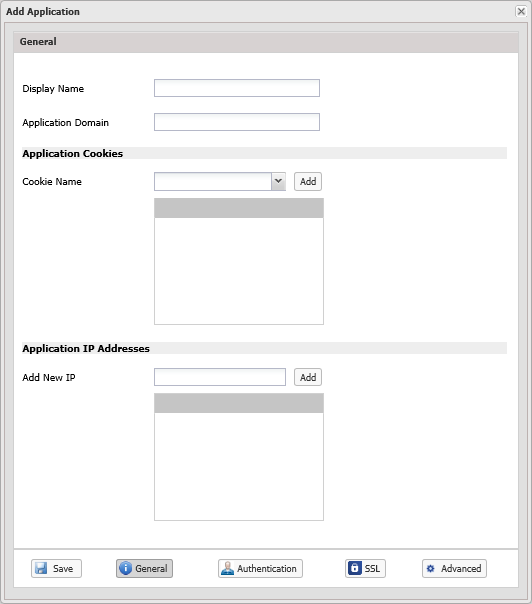 Add Application
General
Display Name
Application Domain
Application Cookies
Cookie Name Add
Application IP Addresses
Add New IP Add
Save General Authentication SSL Advanced